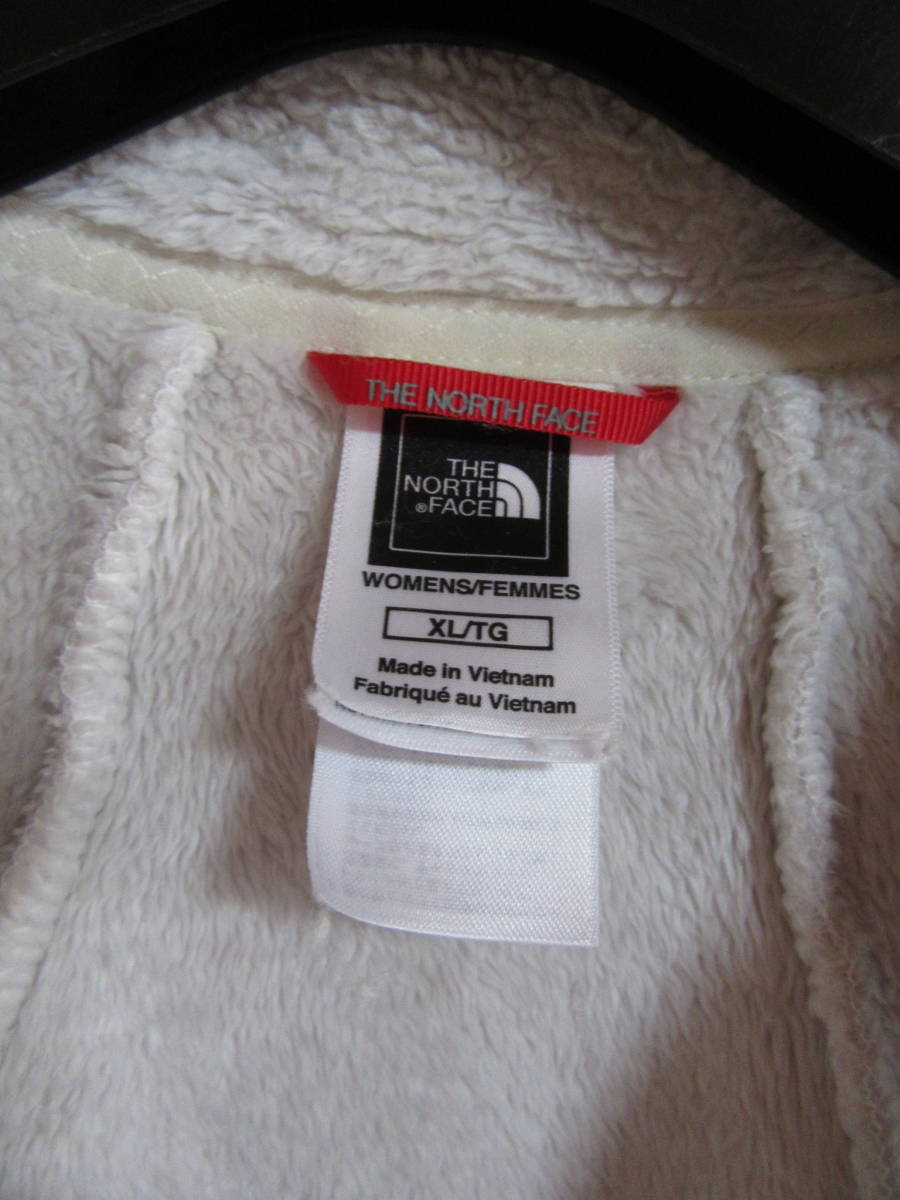 THE NORTH FACE
THE
NORTH
®FACE
WOMENS/FEMMES
XL/TG
Made in Vietnam
Fabriqué au Vietnam